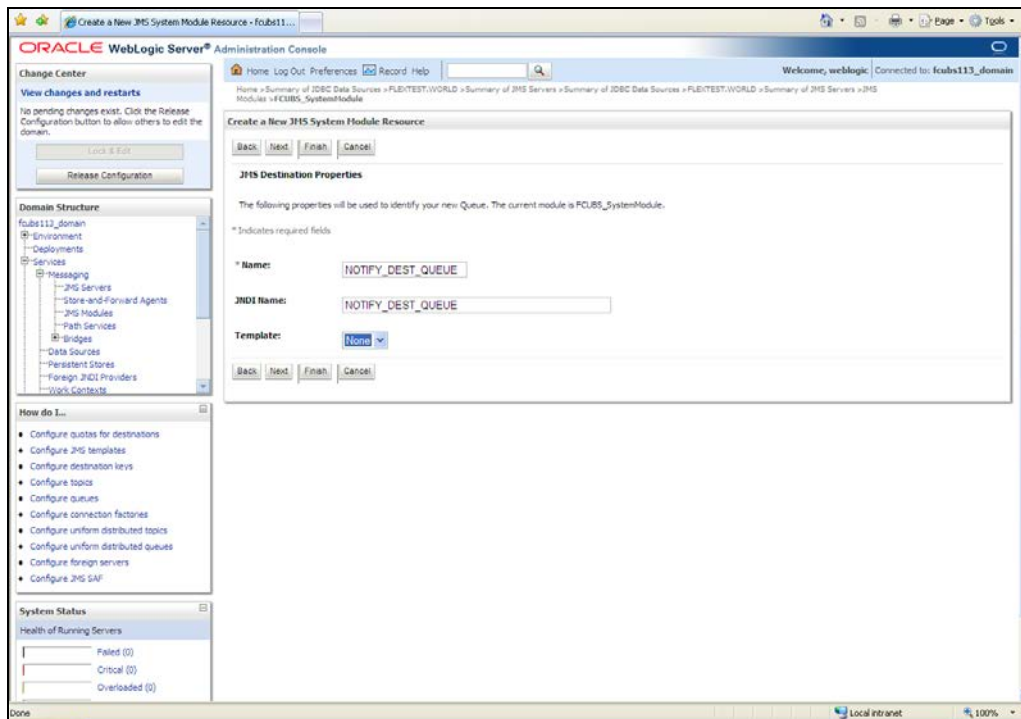 Create a New JMS System Module Resource - fcubs11...
Page
Tools
ORACLE WebLogic Server® Administration Console
Change Center
View changes and restarts
No pending changes exist. Click the Release
Configuration button to allow others to edit the
domain.
Lock & Edit
Release Configuration
Domain Structure
fcubs113_domain
Environment
Deployments
Services
Messaging
JMS Servers
Store-and-Forward Agents
JMS Modules
Path Services
Bridges
Data Sources
Persistent Stores
Foreign JNDI Providers
Work Contexts
How do I...
Configure quotas for destinations
Configure JMS templates
Configure destination keys
Configure topics
Configure queues
Configure connection factories
Configure uniform distributed topics
Configure uniform distributed queues
Configure foreign servers
Configure JMS SAF
System Status
Health of Running Servers
Failed (0)
Critical (0)
Overloaded (0)
Home Log Out Preferences Record Help
Welcome, weblogic Connected to: fcubs113_domain
Home >Summary of JDBC Data Sources >FLEXTEST.WORLD >Summary of JMS Servers >Summary of JDBC Data Sources >FLEXTEST.WORLD >Summary of JMS Servers >JMS
Modules >FCUBS_SystemModule
Create a New JMS System Module Resource
Back Next Finish Cancel
JMS Destination Properties
The following properties will be used to identify your new Queue. The current module is FCUBS_SystemModule.
* Indicates required fields
* Name: NOTIFY_DEST_QUEUE
JNDI Name: NOTIFY_DEST_QUEUE
Template: None
Back Next Finish Cancel
Done
Local intranet
100%